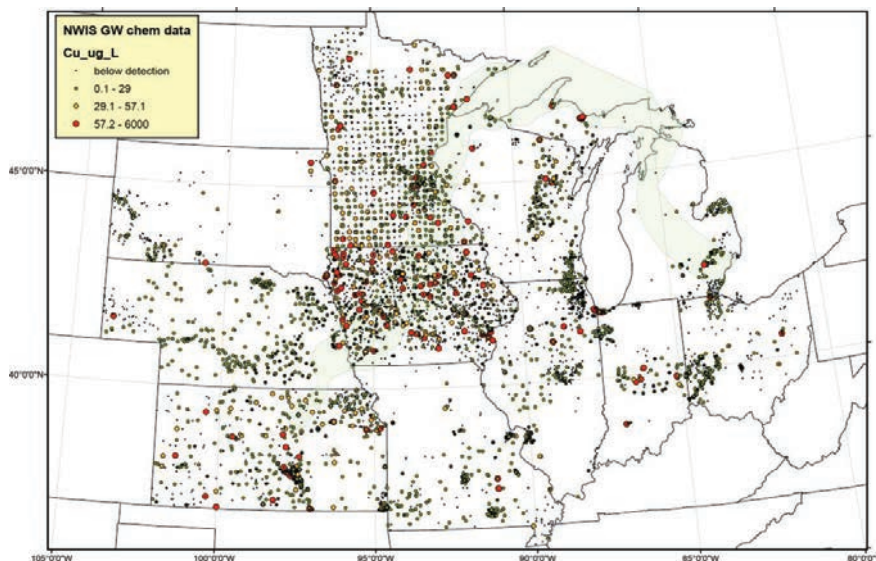 NWIS GW chem data
Cu_ug_L
below detection
0.1 - 29
29.1 - 57.1
57.2 - 6000
45°0'0"N
40°0'0"N
105°0'0"W
100°0'0"W
95°0'0"W
90°0'0"W
85°0'0"W
80°0'0"W